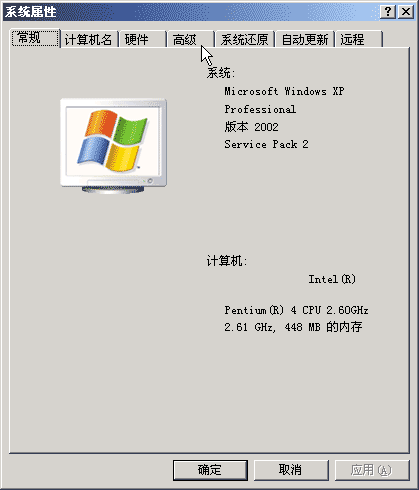 系统属性
常规 计算机名 硬件 高级 系统还原 自动更新 远程
系统:
Microsoft Windows XP
Professional
版本 2002
Service Pack 2
计算机:
Intel(R)
Pentium(R) 4 CPU 2.60GHz
2.61 GHz, 448 MB 的内存
确定 取消 应用(A)